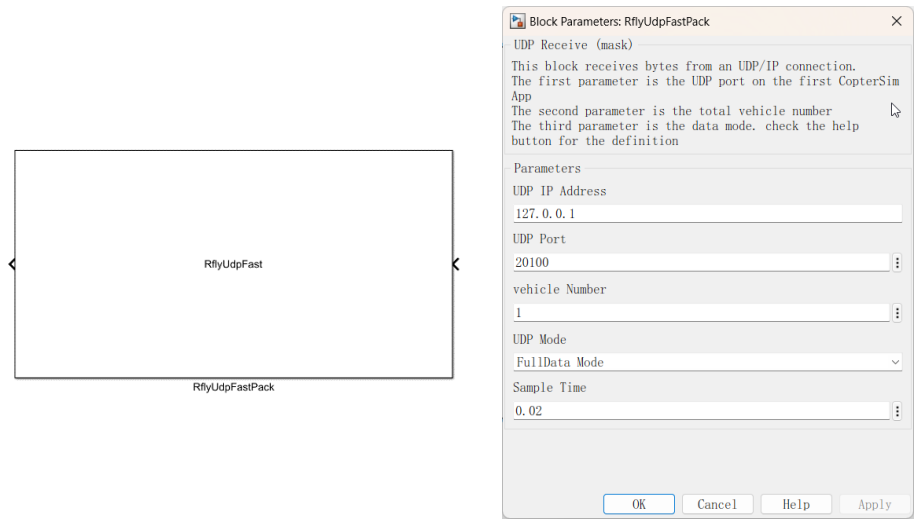 RflyUdpFast
RflyUdpFastPack
Block Parameters: RflyUdpFastPack
UDP Receive (mask)
This block receives bytes from an UDP/IP connection.
The first parameter is the UDP port on the first CopterSim
App
The second parameter is the total vehicle number
The third parameter is the data mode. check the help
button for the definition
Parameters
UDP IP Address
127.0.0.1
UDP Port
20100
vehicle Number
1
UDP Mode
FullData Mode
Sample Time
0.02
OK Cancel Help Apply